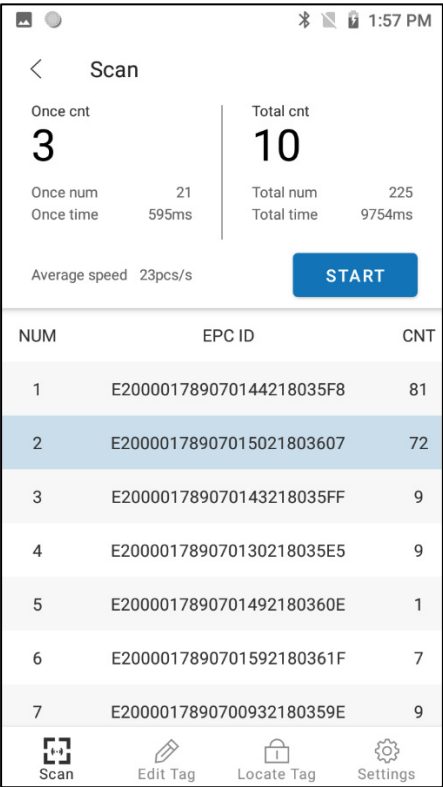 1:57 PM
Scan
Once cnt
3
Once num 21
Once time 595ms
Total cnt
10
Total num 225
Total time 9754ms
Average speed 23pcs/s
START
NUM EPC ID CNT
1 E200001789070144218035F8 81
2 E20000178907015021803607 72
3 E200001789070143218035FF 9
4 E200001789070130218035E5 9
5 E2000017890701492180360E 1
6 E2000017890701592180361F 7
7 E2000017890700932180359E 9
Scan Edit Tag Locate Tag Settings